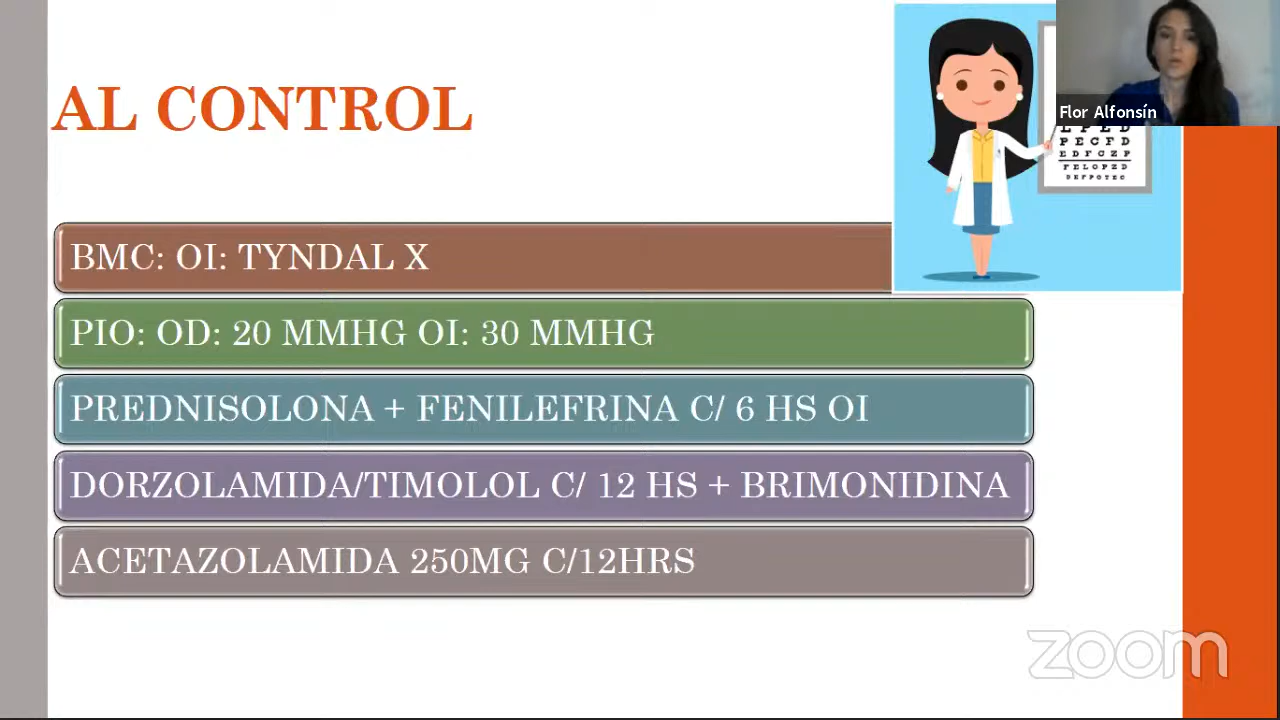 AL CONTROL
Flor Alfonsín
L P E D
P E C F D
E D F C Z P
F E L O P Z D
D E F P O T E C
BMC: OI: TYNDAL X
PIO: OD: 20 MMHG OI: 30 MMHG
PREDNISOLONA + FENILEFRINA C/ 6 HS OI
DORZOLAMIDA/TIMOLOL C/ 12 HS + BRIMONIDINA
ACETAZOLAMIDA 250MG C/12HRS
zoom